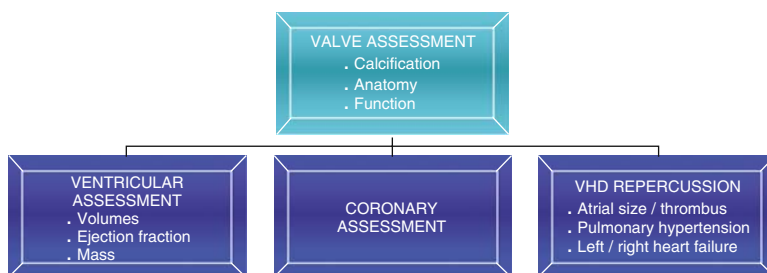 VALVE ASSESSMENT
. Calcification
. Anatomy
. Function
VENTRICULAR
ASSESSMENT
. Volumes
. Ejection fraction
. Mass
CORONARY
ASSESSMENT
VHD REPERCUSSION
. Atrial size / thrombus
. Pulmonary hypertension
. Left / right heart failure